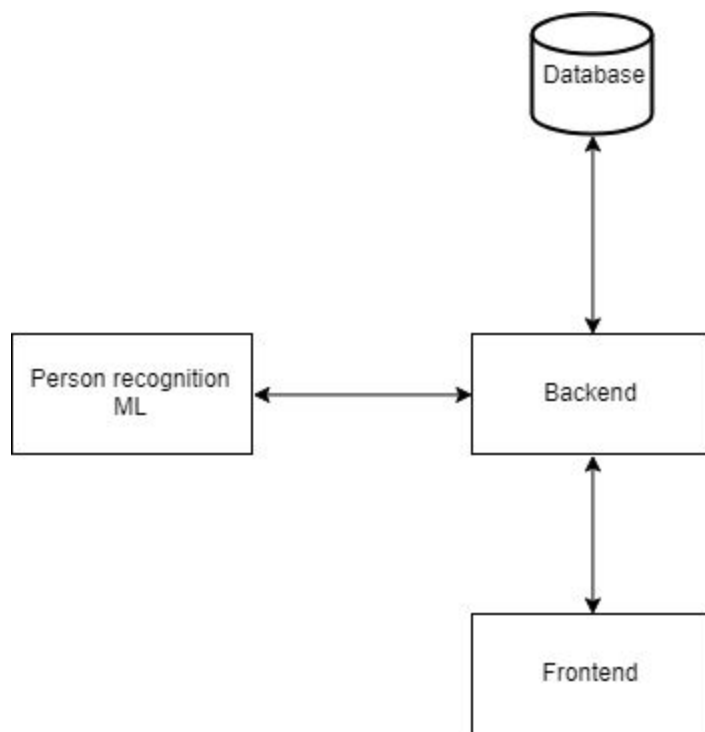 Database
Person recognition
ML
Backend
Frontend